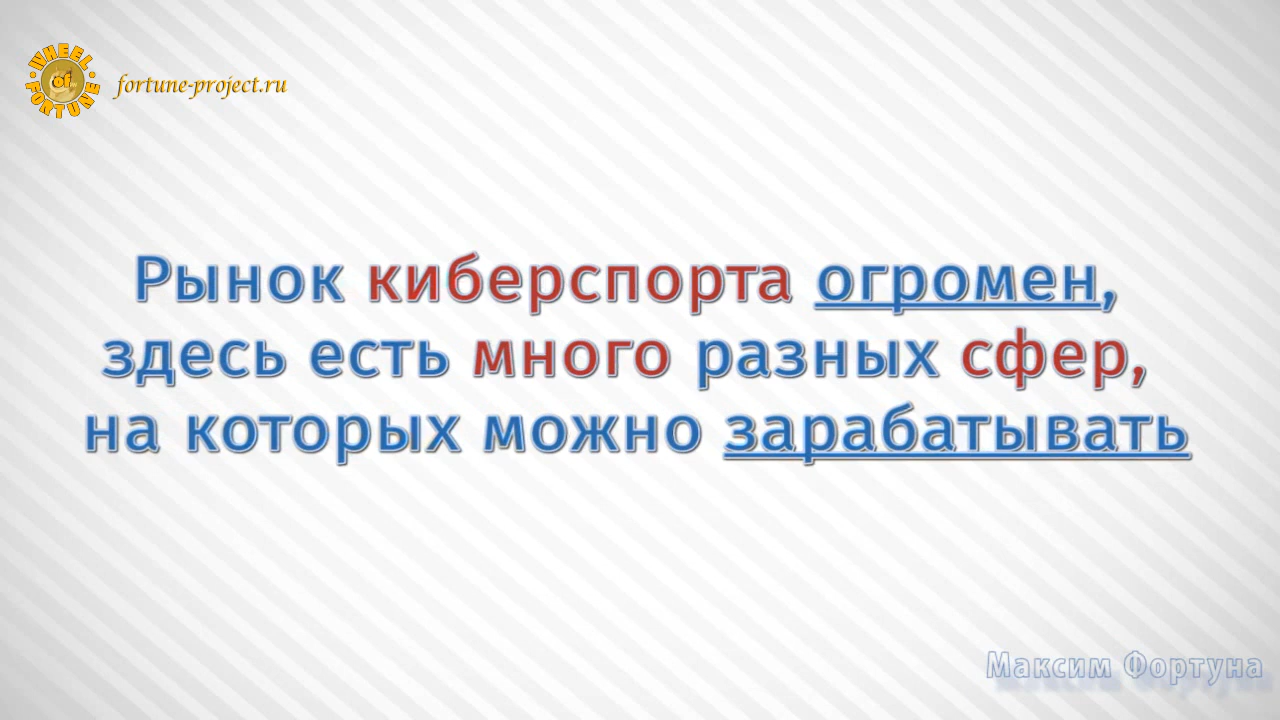 WHEEL of FORTUNE
fortune-project.ru
Рынок киберспорта огромен,
здесь есть много разных сфер,
на которых можно зарабатывать
Максим Фортуна